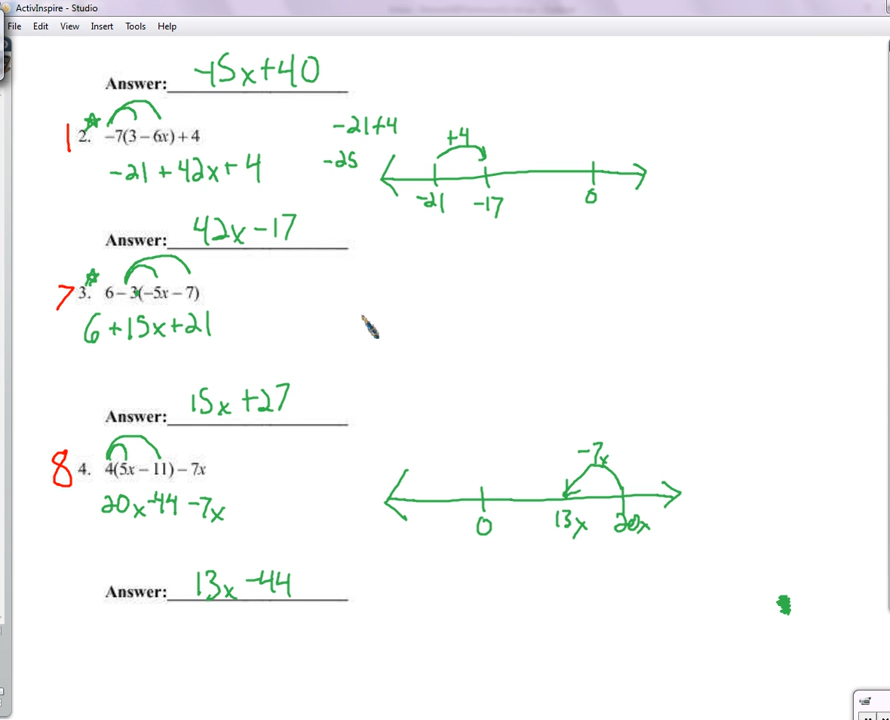 ActivInspire - Studio
File Edit View Insert Tools Help
Answer: -15x+40
1 2. -7(3 – 6x) + 4
-21 + 42x + 4
-21+4
-25
+4
-21 -17 0
Answer: 42x -17
7 3. 6 – 3(-5x – 7)
6 +15x+21
Answer: 15x +27
8 4. 4(5x – 11) – 7x
20x -44 -7x
-7x
0 13x 20x
Answer: 13x -44